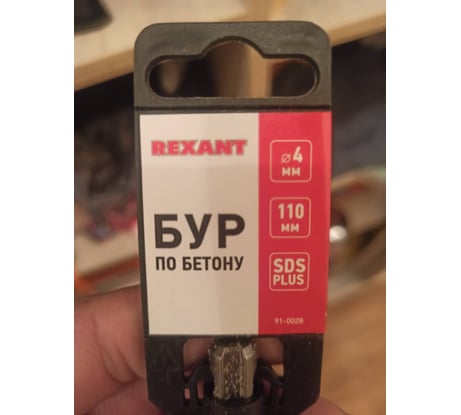 REXANT
БУР
ПО БЕТОНУ
⌀4
ММ
110
ММ
SDS
PLUS
91-0028